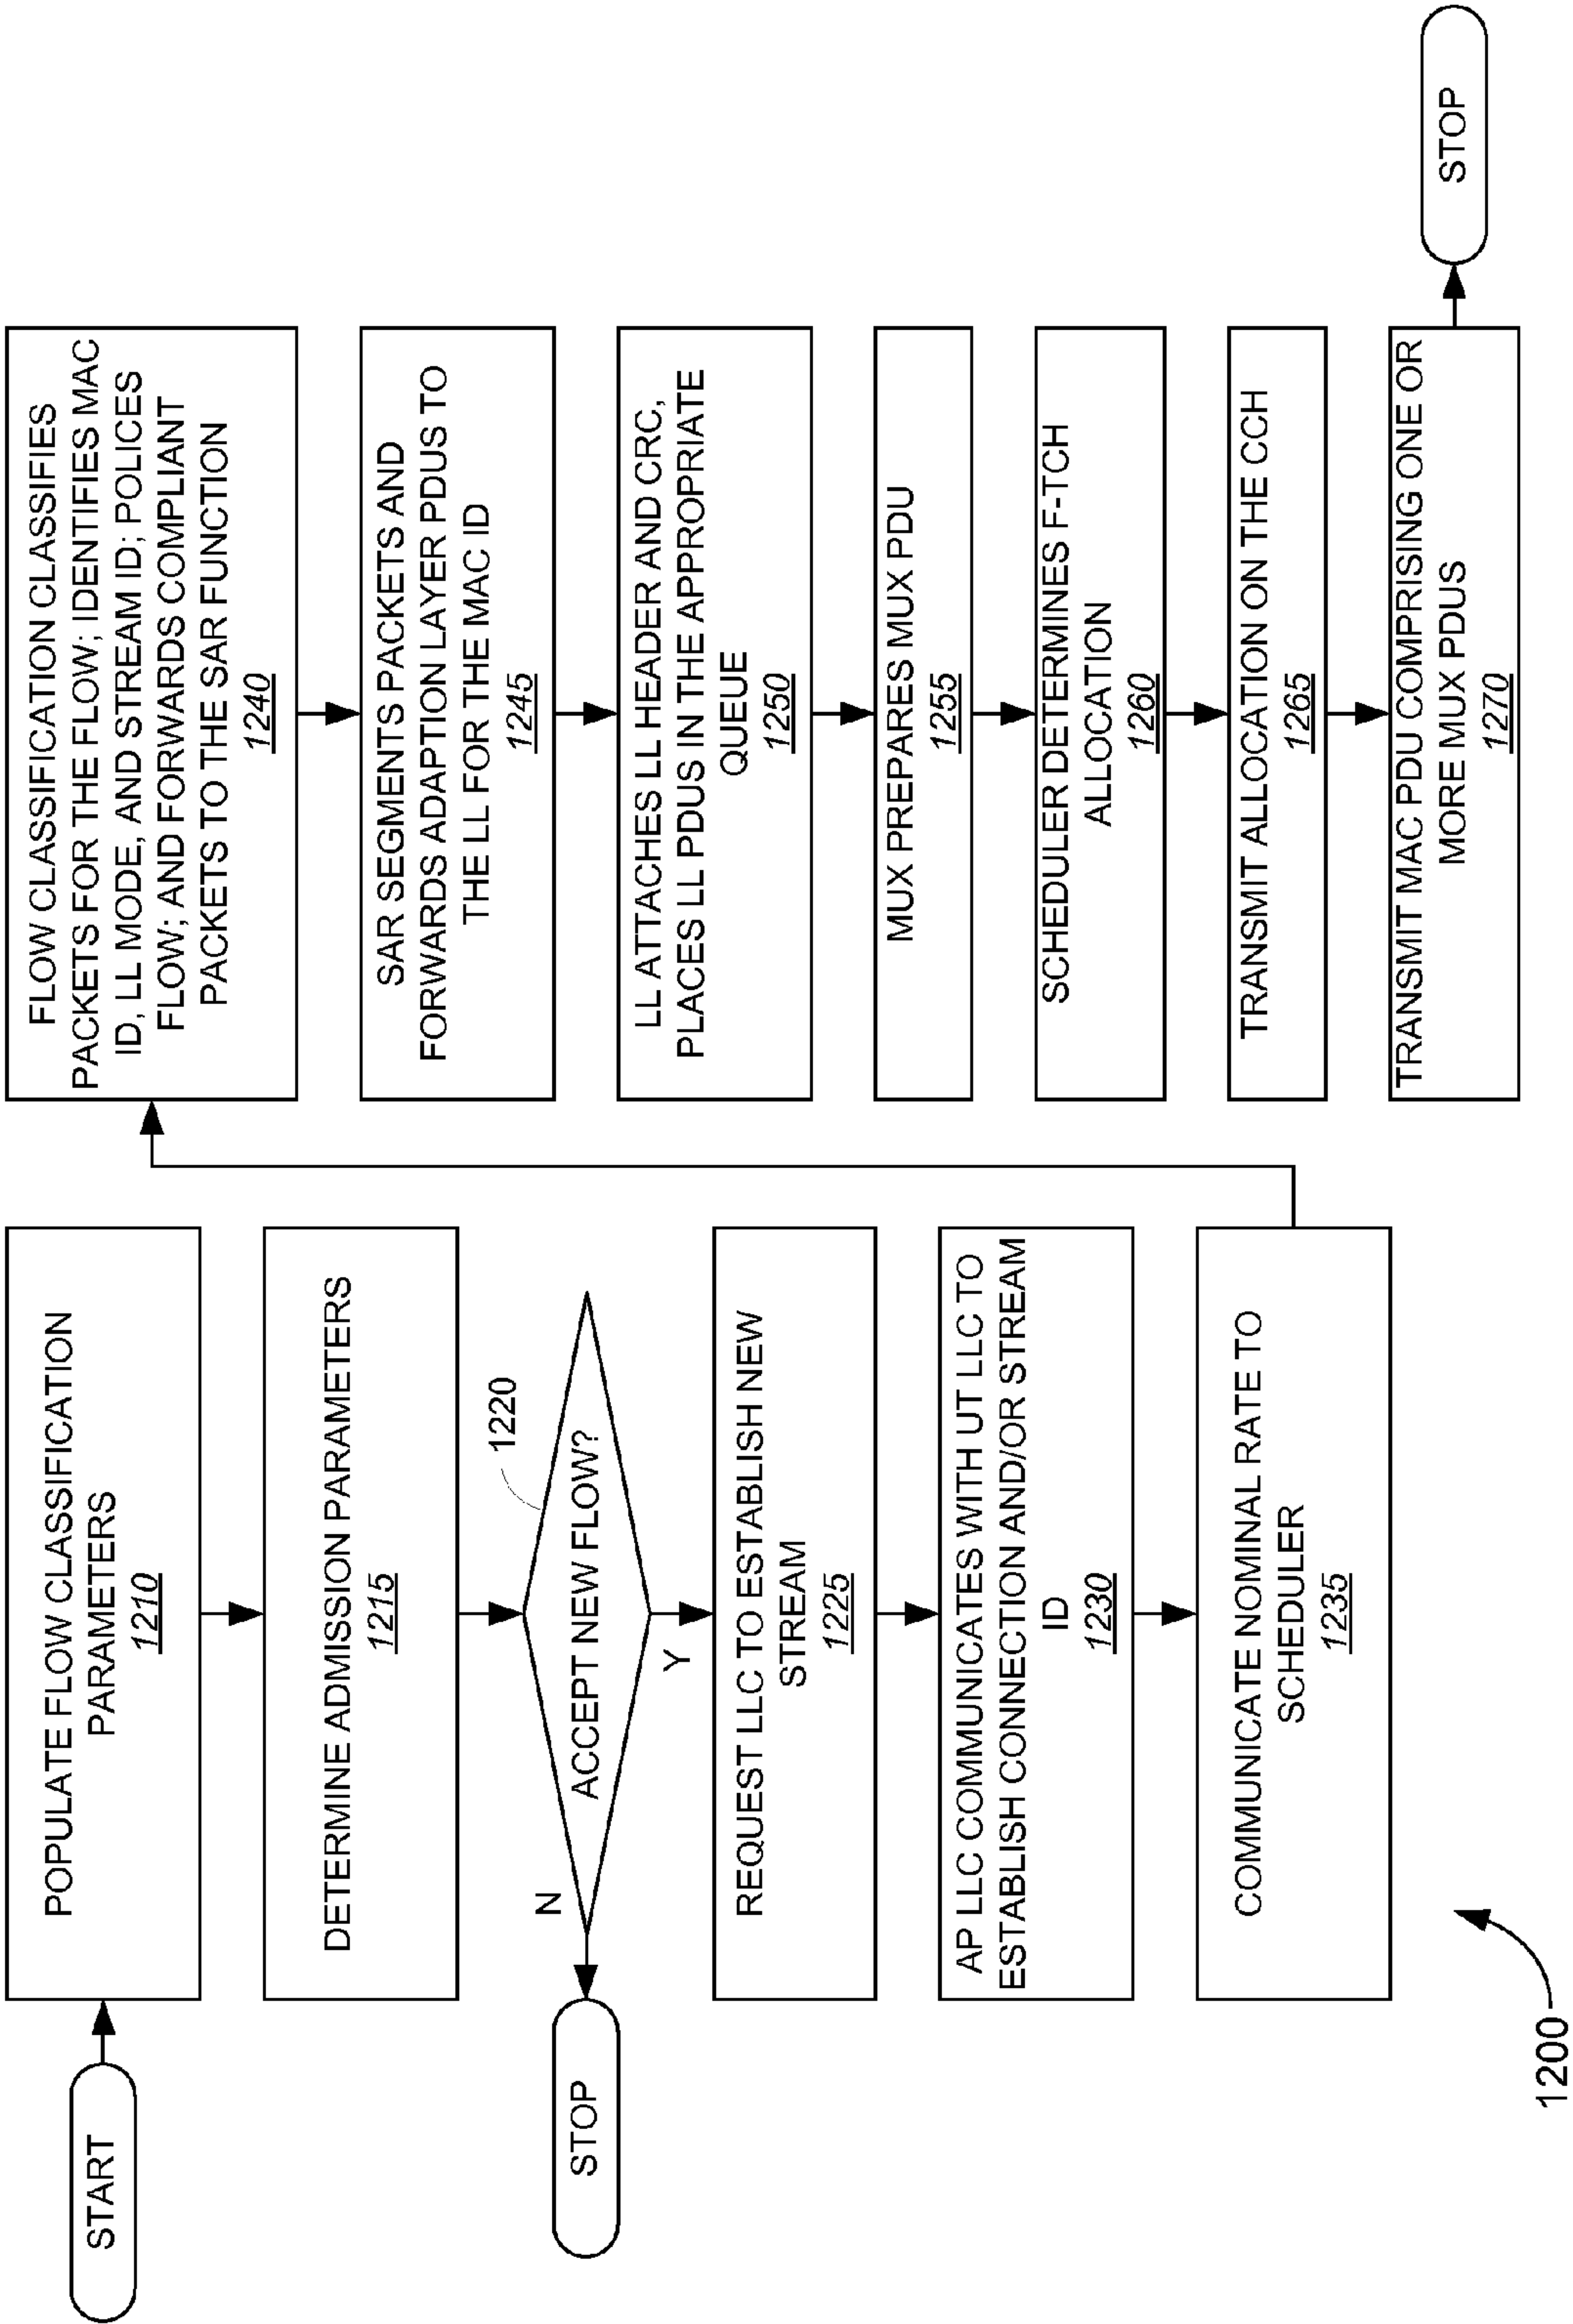 START
POPULATE FLOW CLASSIFICATION
PARAMETERS
1210
DETERMINE ADMISSION PARAMETERS
1215
1220
ACCEPT NEW FLOW?
N
STOP
Y
REQUEST LLC TO ESTABLISH NEW
STREAM
1225
AP LLC COMMUNICATES WITH UT LLC TO
ESTABLISH CONNECTION AND/OR STREAM
ID
1230
COMMUNICATE NOMINAL RATE TO
SCHEDULER
1235
1200
FLOW CLASSIFICATION CLASSIFIES
PACKETS FOR THE FLOW; IDENTIFIES MAC
ID, LL MODE, AND STREAM ID; POLICES
FLOW; AND FORWARDS COMPLIANT
PACKETS TO THE SAR FUNCTION
1240
SAR SEGMENTS PACKETS AND
FORWARDS ADAPTION LAYER PDUS TO
THE LL FOR THE MAC ID
1245
LL ATTACHES LL HEADER AND CRC,
PLACES LL PDUS IN THE APPROPRIATE
QUEUE
1250
MUX PREPARES MUX PDU
1255
SCHEDULER DETERMINES F-TCH
ALLOCATION
1260
TRANSMIT ALLOCATION ON THE CCH
1265
TRANSMIT MAC PDU COMPRISING ONE OR
MORE MUX PDUS
1270
STOP